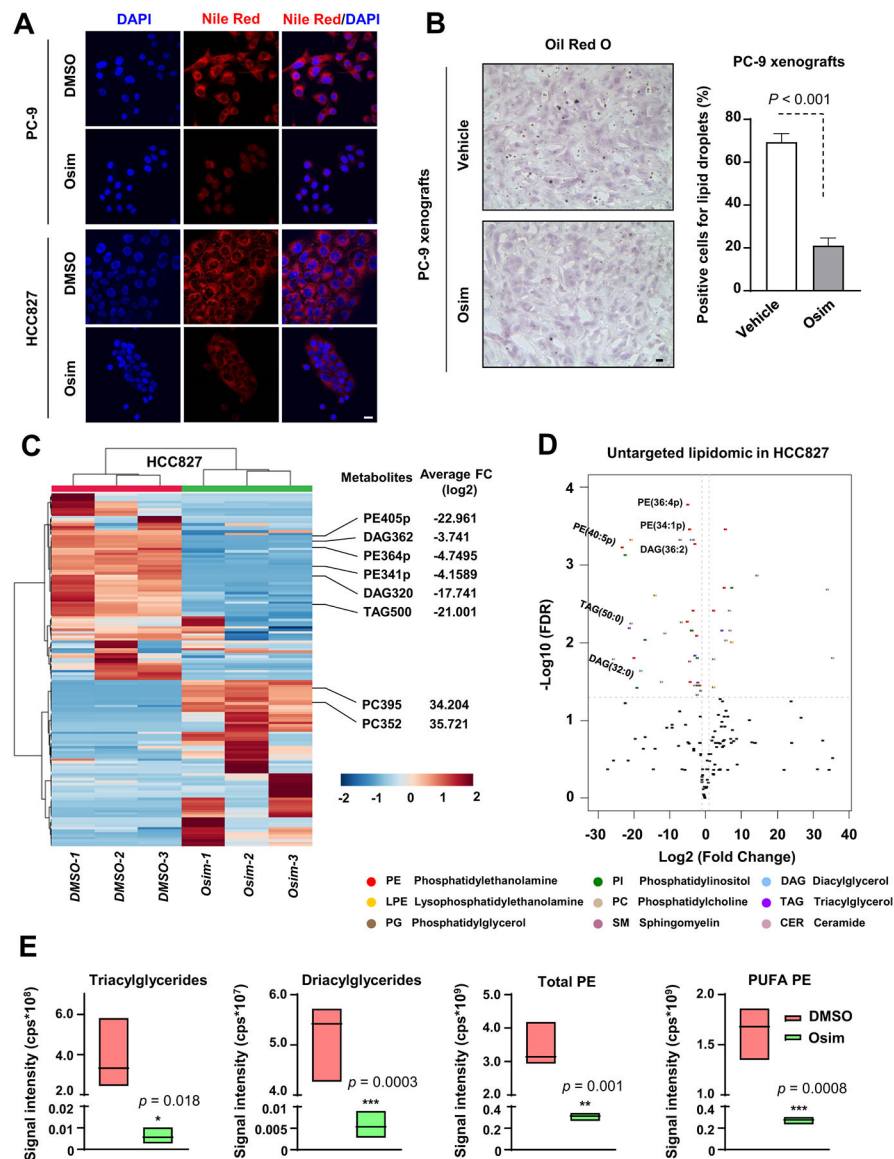 A
DAPI
Nile Red
Nile Red/DAPI
PC-9
DMSO
Osim
HCC827
DMSO
Osim
B
Oil Red O
PC-9 xenografts
Vehicle
Osim
PC-9 xenografts
P < 0.001
Positive cells for lipid droplets (%)
80
60
40
20
0
Vehicle
Osim
C
HCC827
Metabolites
Average FC
(log2)
PE405p -22.961
DAG362 -3.741
PE364p -4.7495
PE341p -4.1589
DAG320 -17.741
TAG500 -21.001
PC395 34.204
PC352 35.721
-2 -1 0 1 2
DMSO-1
DMSO-2
DMSO-3
Osim-1
Osim-2
Osim-3
D
Untargeted lipidomic in HCC827
-Log10 (FDR)
4
3
2
1
0
PE(36:4p)
PE(34:1p)
PE(40:5p)
DAG(36:2)
TAG(50:0)
DAG(32:0)
-30 -20 -10 0 10 20 30 40
Log2 (Fold Change)
PE Phosphatidylethanolamine
PI Phosphatidylinositol
DAG Diacylglycerol
LPE Lysophosphatidylethanolamine
PC Phosphatidylcholine
TAG Triacylglycerol
PG Phosphatidylglycerol
SM Sphingomyelin
CER Ceramide
E
Triacylglycerides
Signal intensity (cps*10⁸)
6.0
4.0
2.0
0.02
0.01
0
p = 0.018
*
Driacylglycerides
Signal intensity (cps*10⁷)
6.0
5.0
4.0
0.01
0.005
0
p = 0.0003
***
Total PE
Signal intensity (cps*10⁹)
5.0
4.0
3.0
2.0
0.4
0.2
0
p = 0.001
**
PUFA PE
Signal intensity (cps*10⁹)
2.0
1.5
1.0
0.4
0.2
0
DMSO
Osim
p = 0.0008
***